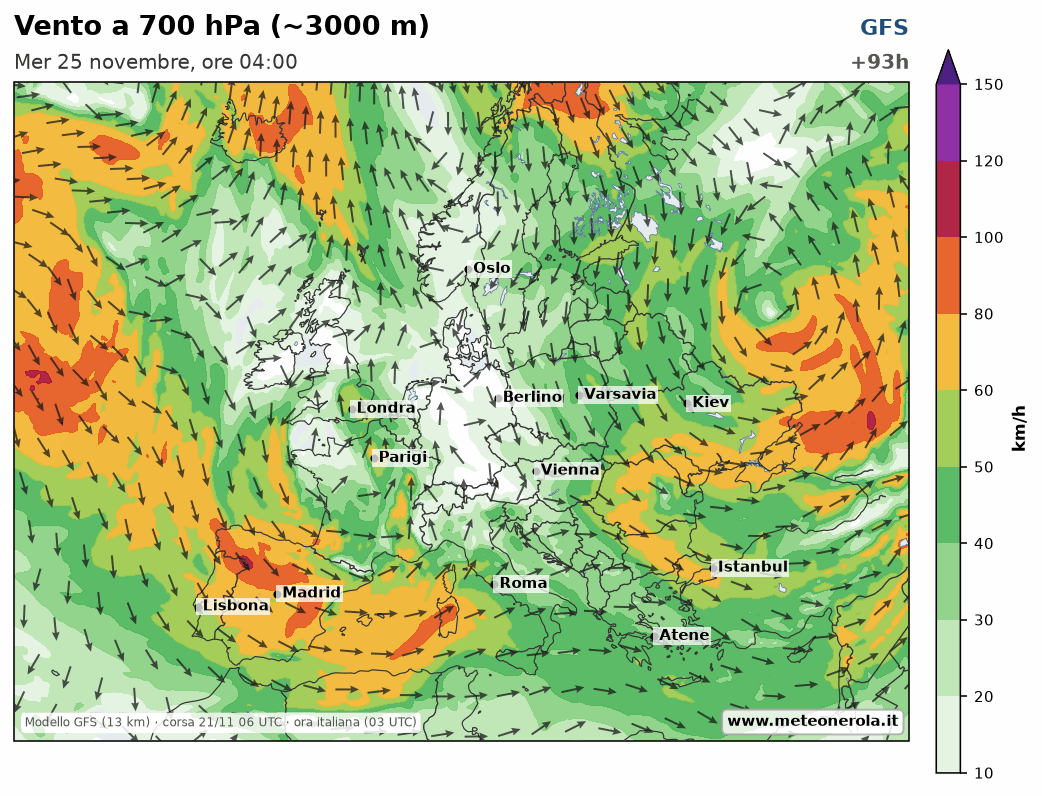 Vento a 700 hPa (~3000 m)
GFS
Mer 25 novembre, ore 04:00
+93h
150
120
100
80
60
50
40
30
20
10
km/h
Oslo
Berlino
Varsavia
Kiev
Londra
Parigi
Vienna
Istanbul
Roma
Madrid
Lisbona
Atene
Modello GFS (13 km) · corsa 21/11 06 UTC · ora italiana (03 UTC)
www.meteonerola.it